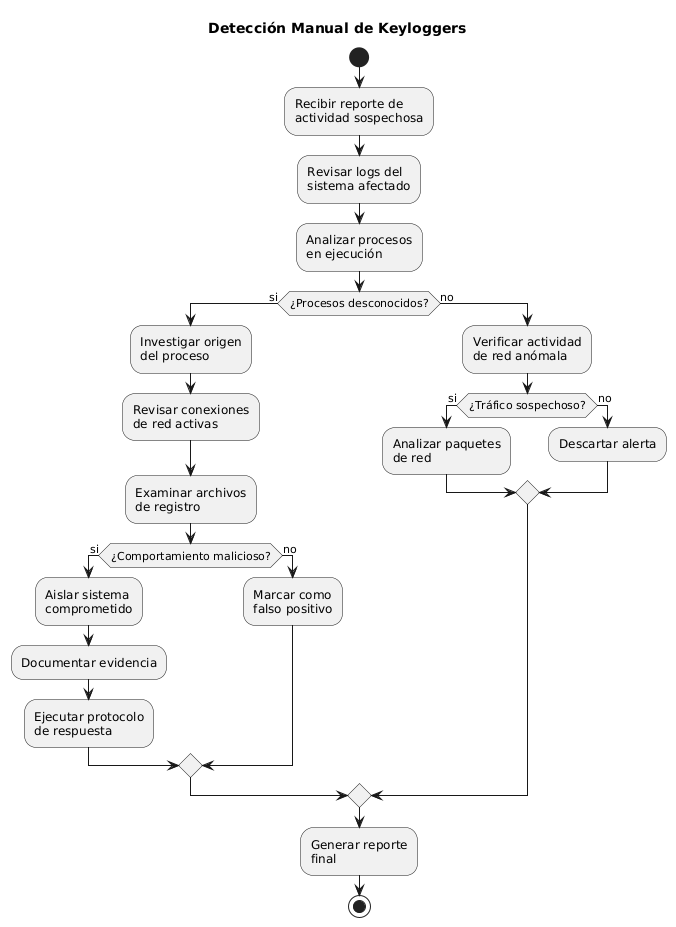 Detección Manual de Keyloggers
Recibir reporte de
actividad sospechosa
Revisar logs del
sistema afectado
Analizar procesos
en ejecución
si
¿Procesos desconocidos?
no
Investigar origen
del proceso
Revisar conexiones
de red activas
Examinar archivos
de registro
si
¿Comportamiento malicioso?
no
Aislar sistema
comprometido
Documentar evidencia
Ejecutar protocolo
de respuesta
Marcar como
falso positivo
Verificar actividad
de red anómala
si
¿Tráfico sospechoso?
no
Analizar paquetes
de red
Descartar alerta
Generar reporte
final